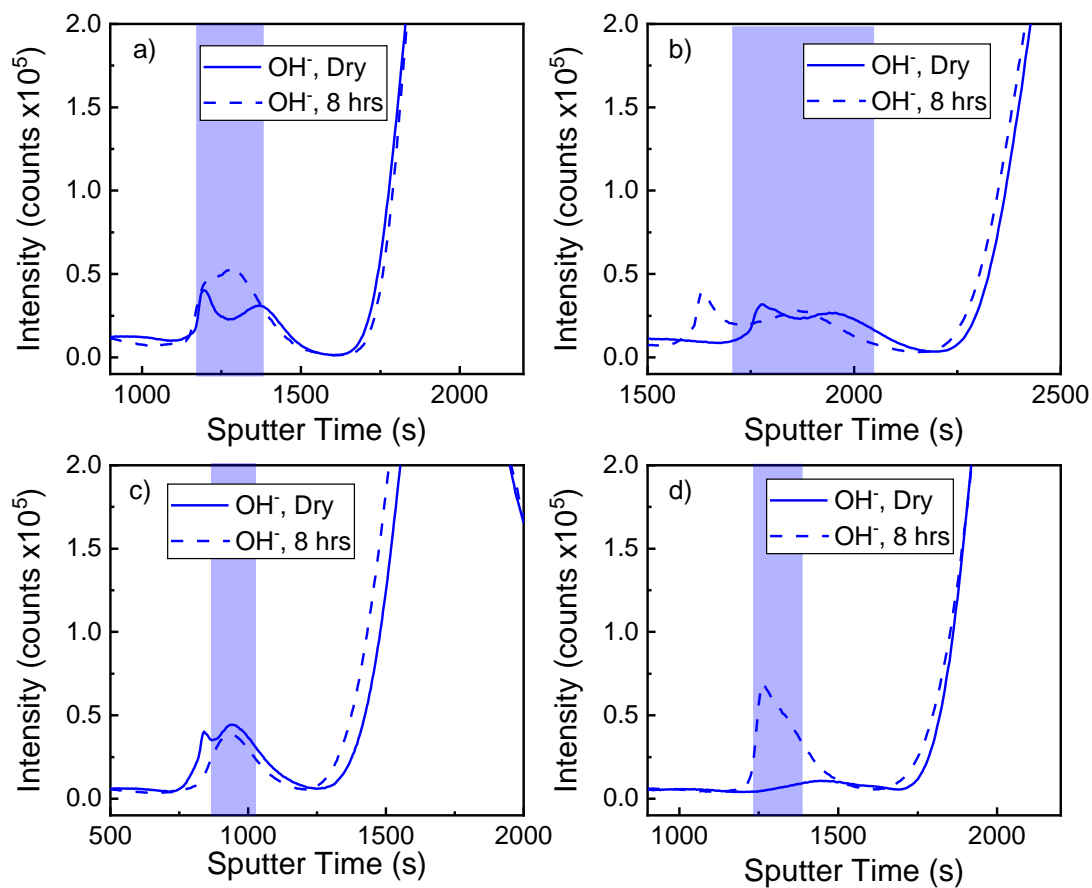 a)
OH⁻, Dry
OH⁻, 8 hrs
Intensity (counts x10⁵)
2.0
1.5
1.0
0.5
0.0
1000 1500 2000
Sputter Time (s)
b)
OH⁻, Dry
OH⁻, 8 hrs
Intensity (counts x10⁵)
2.0
1.5
1.0
0.5
0.0
1500 2000 2500
Sputter Time (s)
c)
OH⁻, Dry
OH⁻, 8 hrs
Intensity (counts x10⁵)
2.0
1.5
1.0
0.5
0.0
500 1000 1500 2000
Sputter Time (s)
d)
OH⁻, Dry
OH⁻, 8 hrs
Intensity (counts x10⁵)
2.0
1.5
1.0
0.5
0.0
1000 1500 2000
Sputter Time (s)